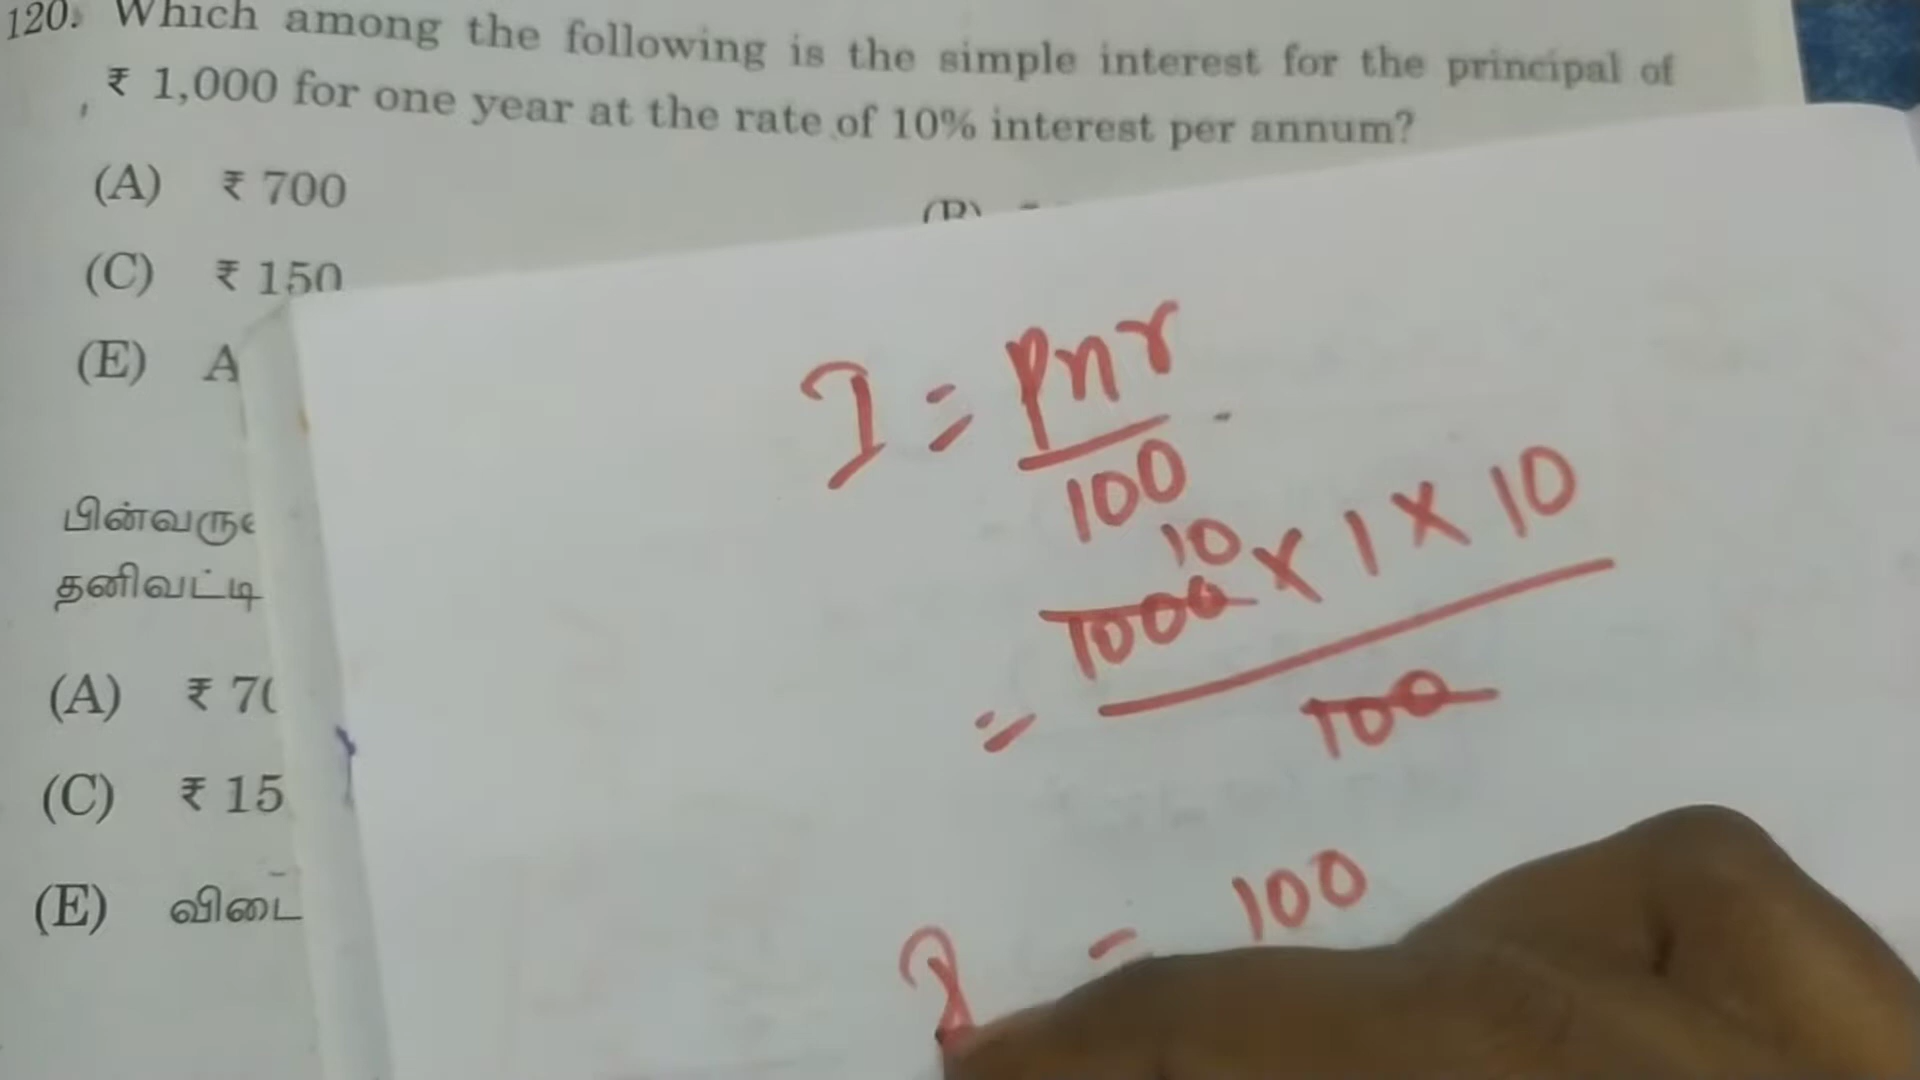 120. Which among the following is the simple interest for the principal of
₹ 1,000 for one year at the rate of 10% interest per annum?
(A) ₹ 700
(C) ₹ 150
(E) A
I = pnr
100
10
1000 x 1 x 10
=
100
= 100
பின்வரு
தனிவட்டி
(A) ₹ 70
(C) ₹ 15
(E) விடை